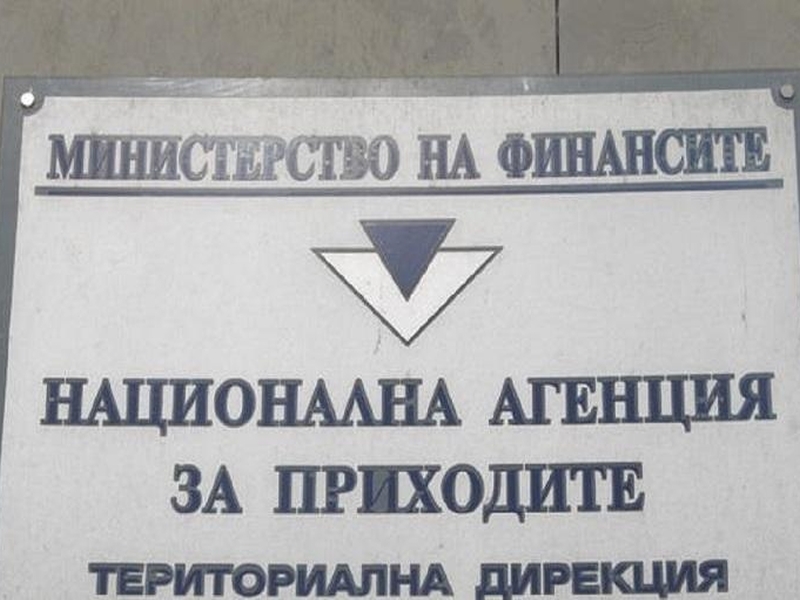 МИНИСТЕРСТВО НА ФИНАНСИТЕ
НАЦИОНАЛНА АГЕНЦИЯ
ЗА ПРИХОДИТЕ
ТЕРИТОРИАЛНА ДИРЕКЦИЯ